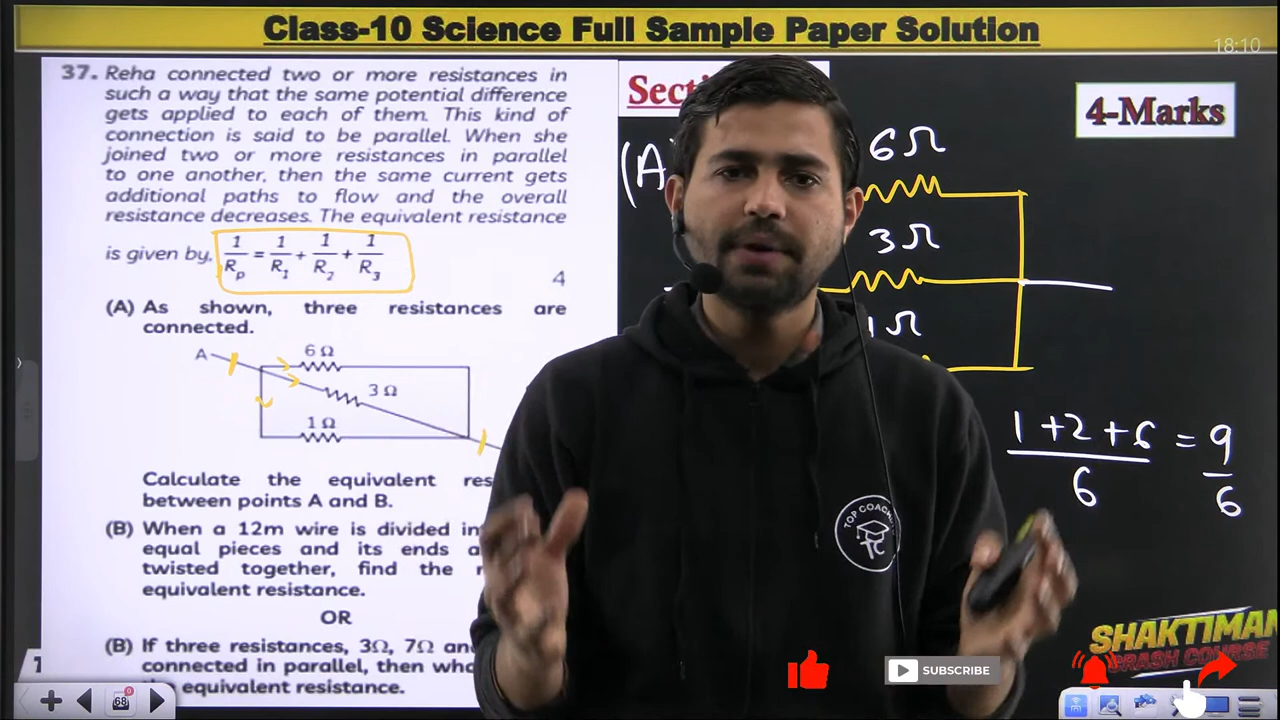 Class-10 Science Full Sample Paper Solution
18:10
37. Reha connected two or more resistances in
such a way that the same potential difference
gets applied to each of them. This kind of
connection is said to be parallel. When she
joined two or more resistances in parallel
to one another, then the same current gets
additional paths to flow and the overall
resistance decreases. The equivalent resistance
is given by, 1/Rp = 1/R1 + 1/R2 + 1/R3
4
(A) As shown, three resistances are
connected.
A
6 Ω
3 Ω
1 Ω
Calculate the equivalent
between points A and B.
(B) When a 12m wire is divided
equal pieces and its ends
twisted together, find the
equivalent resistance.
OR
(B) If three resistances, 3Ω, 7Ω
connected in parallel, then
equivalent resistance.
4-Marks
(A)
6Ω
3Ω
1Ω
1+2+6/6 = 9/6
TOP COACH
TC
SHAKTIMAN
CRASH COURSE
SUBSCRIBE
68
0